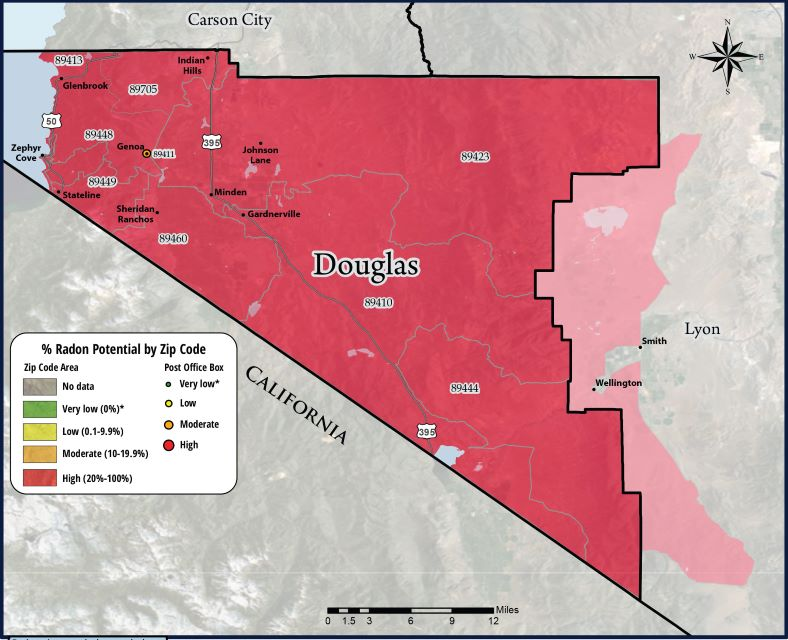 Carson City
N
W
E
S
89413
Indian
Hills
Glenbrook
89705
50
89448
395
Genoa
89411
Zephyr
Cove
Johnson
Lane
89423
89449
Stateline
Minden
Sheridan
Ranchos
Gardnerville
89460
Douglas
89410
Lyon
Smith
Wellington
89444
395
CALIFORNIA
% Radon Potential by Zip Code
Zip Code Area
Post Office Box
No data
Very low (0%)*
Low (0.1-9.9%)
Moderate (10-19.9%)
High (20%-100%)
Very low*
Low
Moderate
High
Miles
0 1.5 3 6 9 12